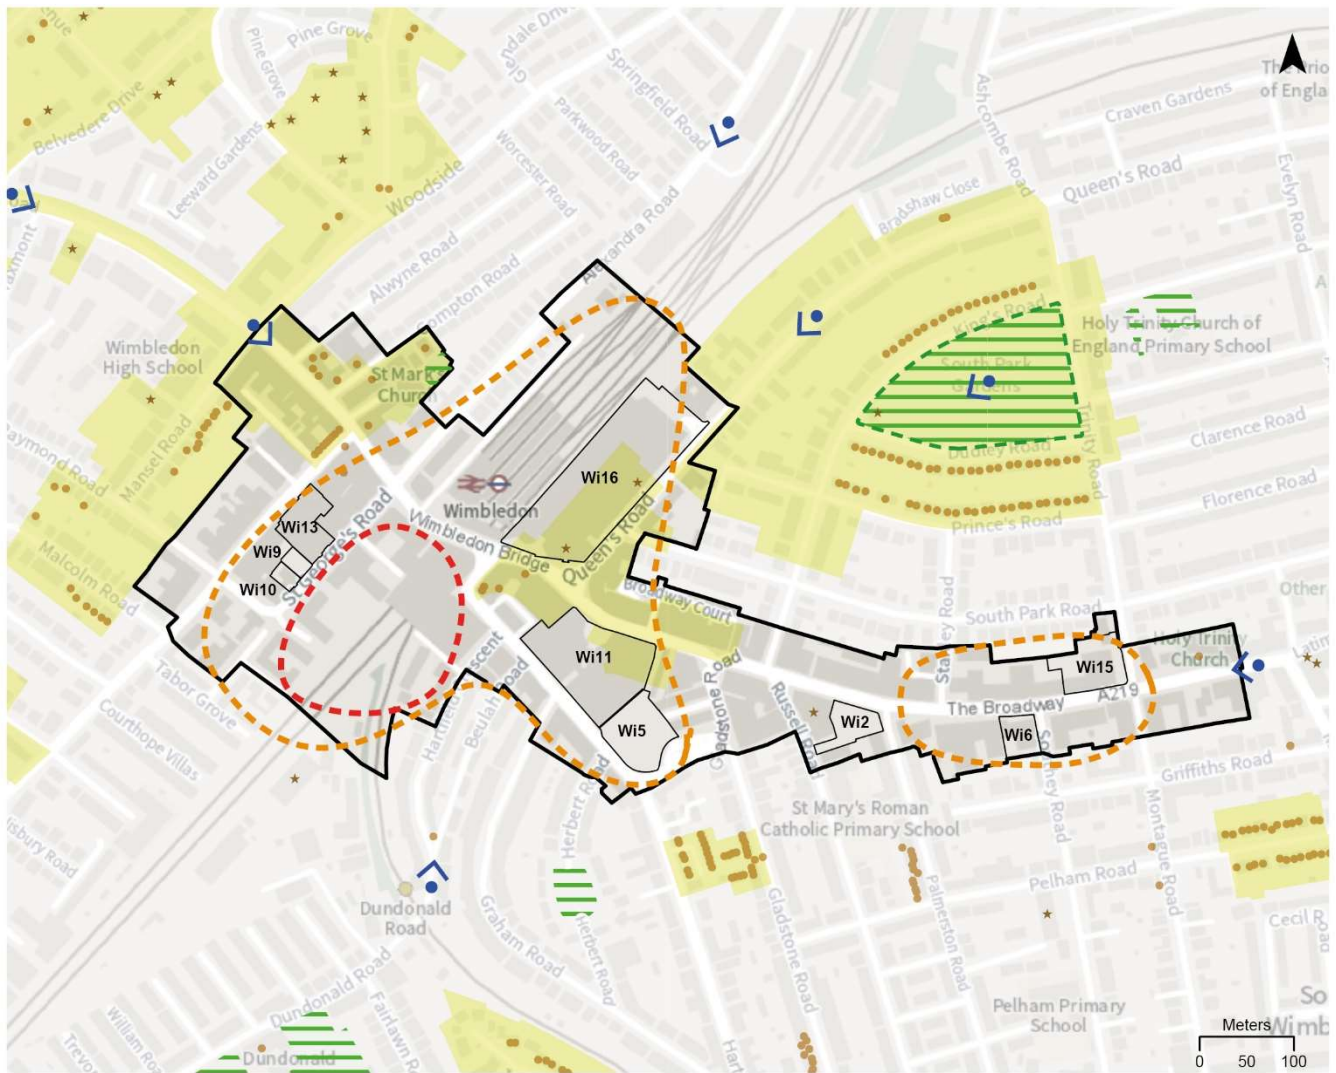 Pine Grove
Pine Grove
Springfield Road
Ashcombe Road
of Engla
Craven Gardens
Belvedere Drive
Parkwood Road
Leeward Gardens
Worcester Road
Queen's Road
Evelyn Road
Woodside
Bradshaw Close
Alwyne Road
Alexandra Road
Compton Road
King's Road
Holy Trinity Church of
England Primary School
Wimbledon
High School
St Mark's
Church
South Park
Gardens
Mansel Road
Trinity Road
Clarence Road
Dudley Road
Florence Road
Wi16
Wimbledon
Prince's Road
Wi13
St George's Road
Wimbledon Bridge
Queen's Road
Wi9
Wi10
Malcolm Road
Broadway Court
South Park Road
Other
Stanley Road
Holy Trinity
Church
Wi11
Wi15
A219
Tabor Grove
Beulah Road
Gladstone Road
Russell Road
The Broadway
Wi5
Wi2
Wi6
Courthope Villas
Griffiths Road
Herbert Road
St Mary's Roman
Catholic Primary School
Montague Road
Pelham Road
Palmerston Road
Dundonald
Road
Graham Road
Herbert Road
Gladstone Road
Cecil R
Dundonald Road
William Road
Fairlawn R
Pelham Primary
School
So
Wimb
Dundonald
Meters
0 50 100